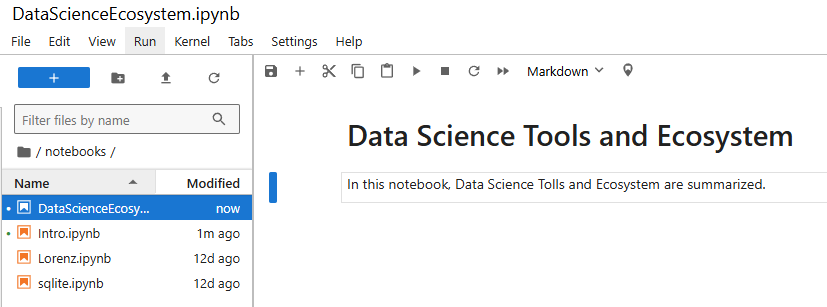 DataScienceEcosystem.ipynb
File Edit View Run Kernel Tabs Settings Help
Markdown
Filter files by name
/ notebooks /
Name Modified
DataScienceEcosy... now
Intro.ipynb 1m ago
Lorenz.ipynb 12d ago
sqlite.ipynb 12d ago
Data Science Tools and Ecosystem
In this notebook, Data Science Tolls and Ecosystem are summarized.